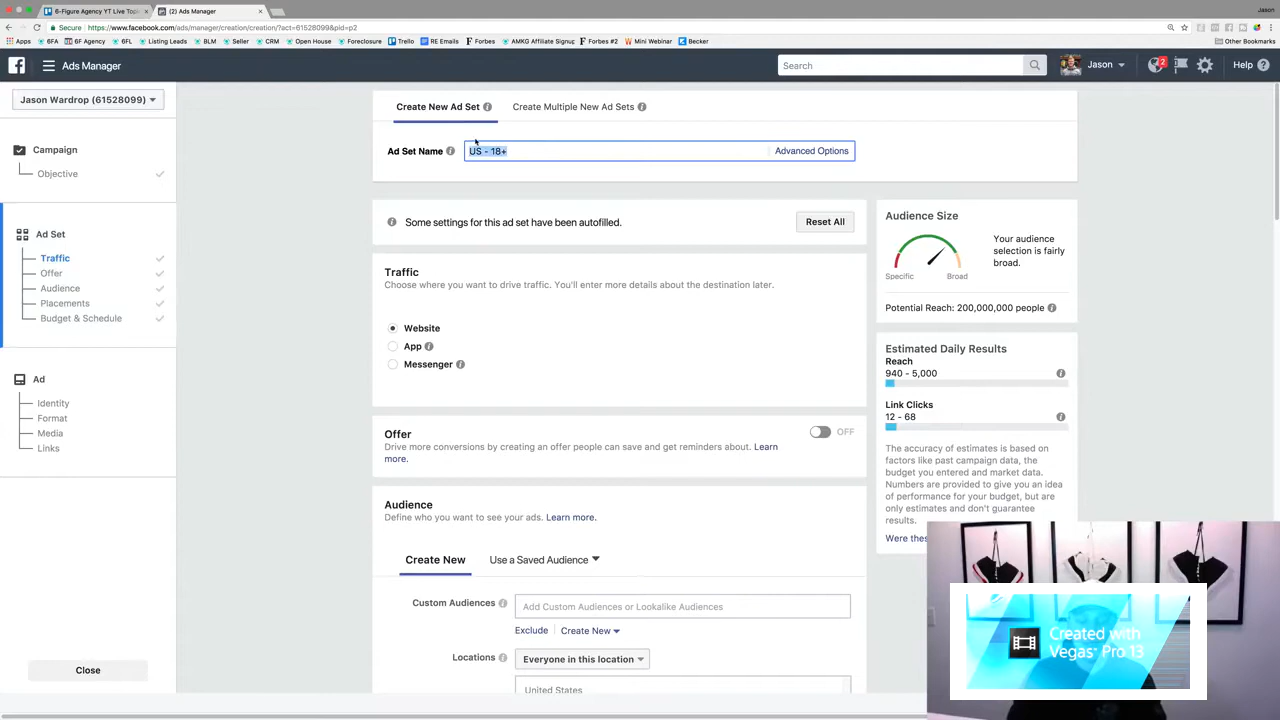 Jason
6-Figure Agency YT Live Topi
(2) Ads Manager
Secure
https://www.facebook.com/ads/manager/creation/creation/?act=61528099&pid=p2
Apps
6FA
6F Agency
6FL
Listing Leads
BLM
Seller
CRM
Open House
Foreclosure
Trello
RE Emails
Forbes
AMKG Affiliate Signup
Forbes #2
Mini Webinar
Becker
Other Bookmarks
Ads Manager
Search
Jason
2
Help
Jason Wardrop (61528099)
Campaign
Objective
Ad Set
Traffic
Offer
Audience
Placements
Budget & Schedule
Ad
Identity
Format
Media
Links
Close
Create New Ad Set
Create Multiple New Ad Sets
Ad Set Name
US - 18+
Advanced Options
Some settings for this ad set have been autofilled.
Reset All
Traffic
Choose where you want to drive traffic. You'll enter more details about the destination later.
Website
App
Messenger
Offer
OFF
Drive more conversions by creating an offer people can save and get reminders about. Learn
more.
Audience
Define who you want to see your ads. Learn more.
Create New
Use a Saved Audience
Custom Audiences
Add Custom Audiences or Lookalike Audiences
Exclude
Create New
Locations
Everyone in this location
United States
Audience Size
Your audience
selection is fairly
broad.
Specific
Broad
Potential Reach: 200,000,000 people
Estimated Daily Results
Reach
940 - 5,000
Link Clicks
12 - 68
The accuracy of estimates is based on
factors like past campaign data, the
budget you entered and market data.
Numbers are provided to give you an idea
of performance for your budget, but are
only estimates and don't guarantee
results.
Were these
Created with
Vegas Pro 13